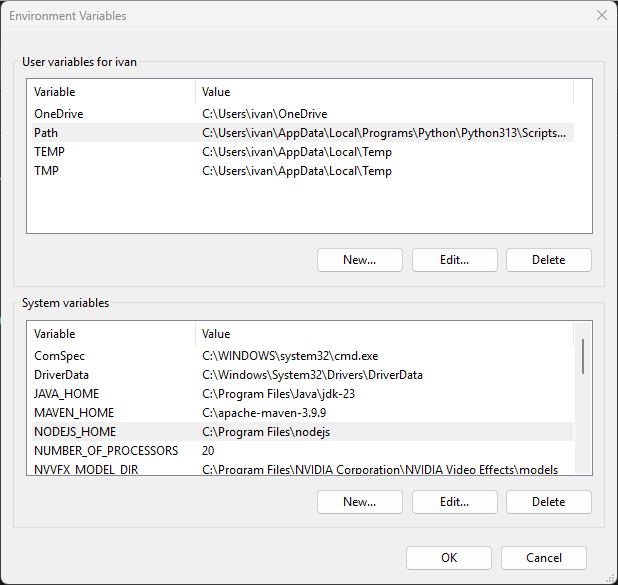 Environment Variables
User variables for ivan
Variable Value
OneDrive C:\Users\ivan\OneDrive
Path C:\Users\ivan\AppData\Local\Programs\Python\Python313\Scripts...
TEMP C:\Users\ivan\AppData\Local\Temp
TMP C:\Users\ivan\AppData\Local\Temp
New... Edit... Delete
System variables
Variable Value
ComSpec C:\WINDOWS\system32\cmd.exe
DriverData C:\Windows\System32\Drivers\DriverData
JAVA_HOME C:\Program Files\Java\jdk-23
MAVEN_HOME C:\apache-maven-3.9.9
NODEJS_HOME C:\Program Files\nodejs
NUMBER_OF_PROCESSORS 20
NVVFX_MODEL_DIR C:\Program Files\NVIDIA Corporation\NVIDIA Video Effects\models
New... Edit... Delete
OK Cancel